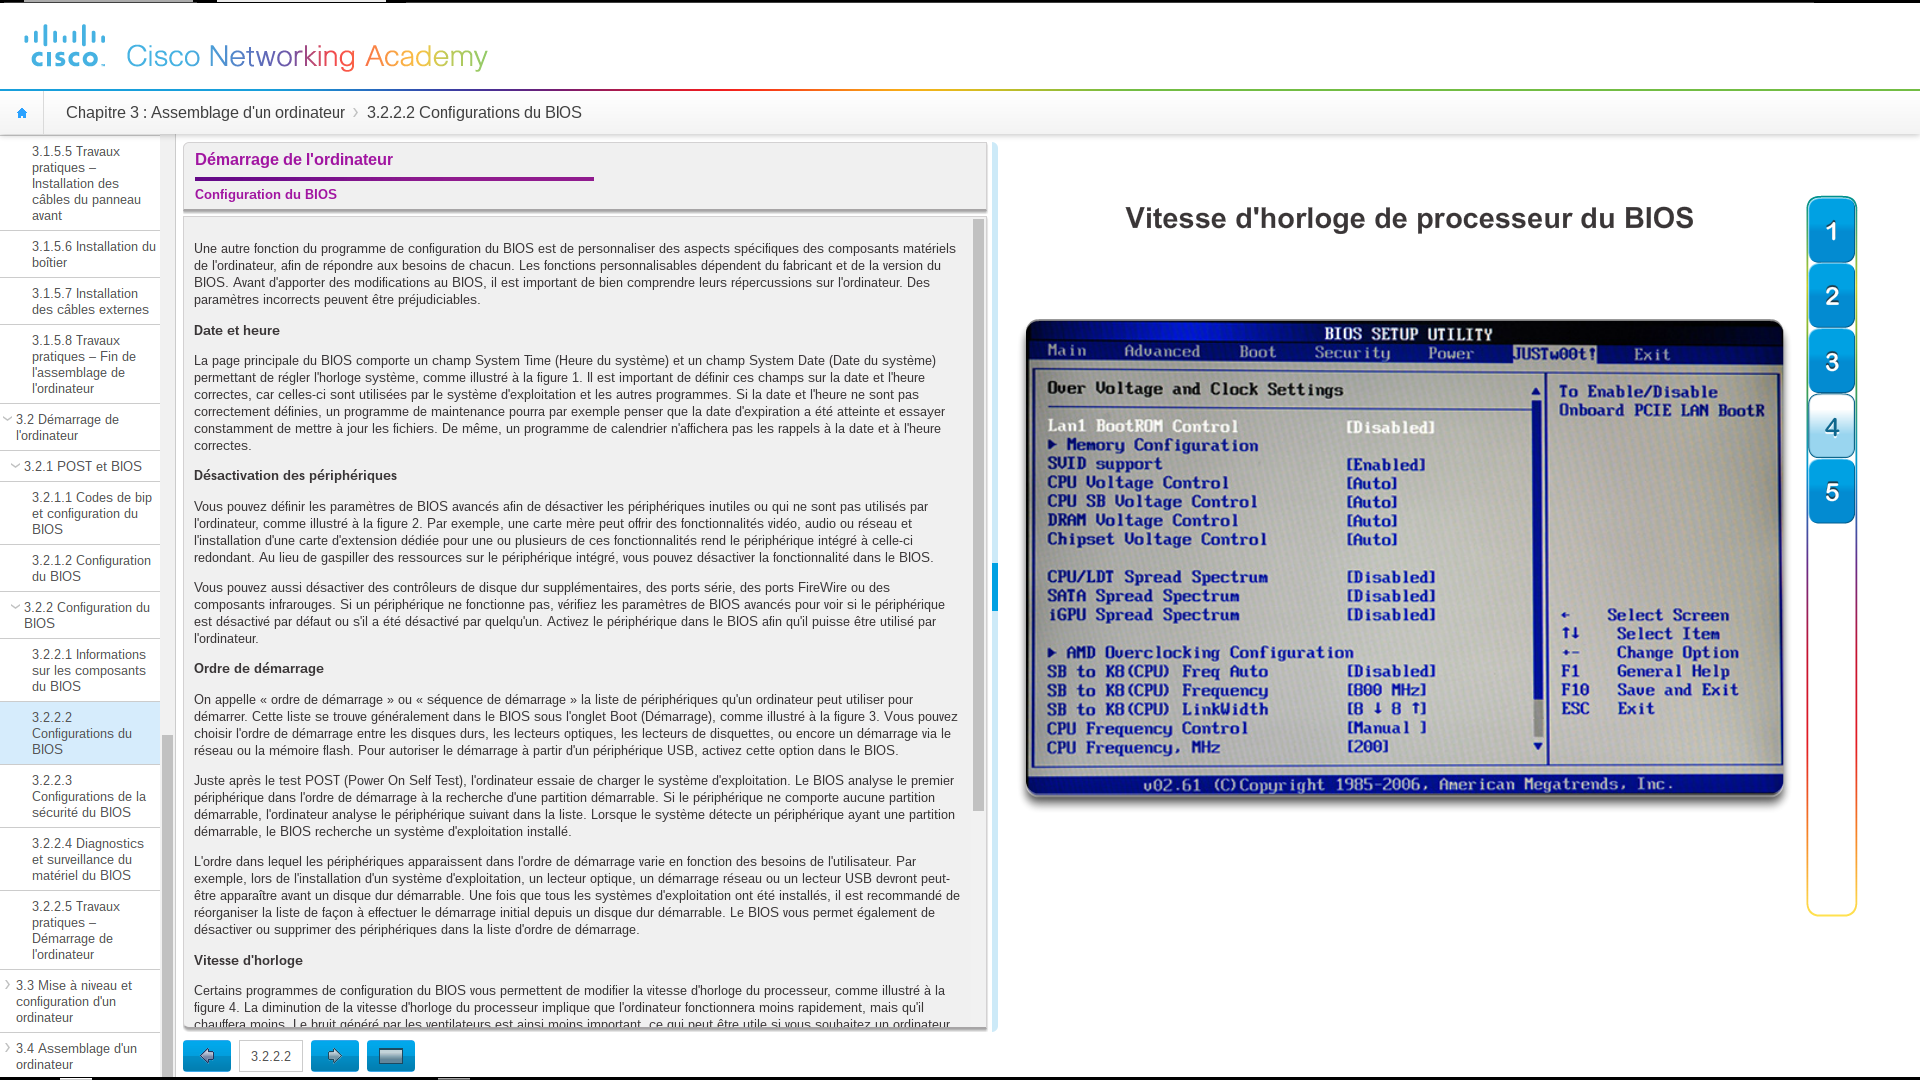 cisco
Cisco Networking Academy
Chapitre 3 : Assemblage d'un ordinateur
3.2.2.2 Configurations du BIOS
3.1.5.5 Travaux
pratiques –
Installation des
câbles du panneau
avant
3.1.5.6 Installation du
boîtier
3.1.5.7 Installation
des câbles externes
3.1.5.8 Travaux
pratiques – Fin de
l'assemblage de
l'ordinateur
3.2 Démarrage de
l'ordinateur
3.2.1 POST et BIOS
3.2.1.1 Codes de bip
et configuration du
BIOS
3.2.1.2 Configuration
du BIOS
3.2.2 Configuration du
BIOS
3.2.2.1 Informations
sur les composants
du BIOS
3.2.2.2
Configurations du
BIOS
3.2.2.3
Configurations de la
sécurité du BIOS
3.2.2.4 Diagnostics
et surveillance du
matériel du BIOS
3.2.2.5 Travaux
pratiques –
Démarrage de
l'ordinateur
3.3 Mise à niveau et
configuration d'un
ordinateur
3.4 Assemblage d'un
ordinateur
Démarrage de l'ordinateur
Configuration du BIOS
Une autre fonction du programme de configuration du BIOS est de personnaliser des aspects spécifiques des composants matériels
de l'ordinateur, afin de répondre aux besoins de chacun. Les fonctions personnalisables dépendent du fabricant et de la version du
BIOS. Avant d'apporter des modifications au BIOS, il est important de bien comprendre leurs répercussions sur l'ordinateur. Des
paramètres incorrects peuvent être préjudiciables.
Date et heure
La page principale du BIOS comporte un champ System Time (Heure du système) et un champ System Date (Date du système)
permettant de régler l'horloge système, comme illustré à la figure 1. Il est important de définir ces champs sur la date et l'heure
correctes, car celles-ci sont utilisées par le système d'exploitation et les autres programmes. Si la date et l'heure ne sont pas
correctement définies, un programme de maintenance pourra par exemple penser que la date d'expiration a été atteinte et essayer
constamment de mettre à jour les fichiers. De même, un programme de calendrier n'affichera pas les rappels à la date et à l'heure
correctes.
Désactivation des périphériques
Vous pouvez définir les paramètres de BIOS avancés afin de désactiver les périphériques inutiles ou qui ne sont pas utilisés par
l'ordinateur, comme illustré à la figure 2. Par exemple, une carte mère peut offrir des fonctionnalités vidéo, audio ou réseau et
l'installation d'une carte d'extension dédiée pour une ou plusieurs de ces fonctionnalités rend le périphérique intégré à celle-ci
redondant. Au lieu de gaspiller des ressources sur le périphérique intégré, vous pouvez désactiver la fonctionnalité dans le BIOS.
Vous pouvez aussi désactiver des contrôleurs de disque dur supplémentaires, des ports série, des ports FireWire ou des
composants infrarouges. Si un périphérique ne fonctionne pas, vérifiez les paramètres de BIOS avancés pour voir si le périphérique
est désactivé par défaut ou s'il a été désactivé par quelqu'un. Activez le périphérique dans le BIOS afin qu'il puisse être utilisé par
l'ordinateur.
Ordre de démarrage
On appelle « ordre de démarrage » ou « séquence de démarrage » la liste de périphériques qu'un ordinateur peut utiliser pour
démarrer. Cette liste se trouve généralement dans le BIOS sous l'onglet Boot (Démarrage), comme illustré à la figure 3. Vous pouvez
choisir l'ordre de démarrage entre les disques durs, les lecteurs optiques, les lecteurs de disquettes, ou encore un démarrage via le
réseau ou la mémoire flash. Pour autoriser le démarrage à partir d'un périphérique USB, activez cette option dans le BIOS.
Juste après le test POST (Power On Self Test), l'ordinateur essaie de charger le système d'exploitation. Le BIOS analyse le premier
périphérique dans l'ordre de démarrage à la recherche d'une partition démarrable. Si le périphérique ne comporte aucune partition
démarrable, l'ordinateur analyse le périphérique suivant dans la liste. Lorsque le système détecte un périphérique ayant une partition
démarrable, le BIOS recherche un système d'exploitation installé.
L'ordre dans lequel les périphériques apparaissent dans l'ordre de démarrage varie en fonction des besoins de l'utilisateur. Par
exemple, lors de l'installation d'un système d'exploitation, un lecteur optique, un démarrage réseau ou un lecteur USB devront peut-
être apparaître avant un disque dur démarrable. Une fois que tous les systèmes d'exploitation ont été installés, il est recommandé de
réorganiser la liste de façon à effectuer le démarrage initial depuis un disque dur démarrable. Le BIOS vous permet également de
désactiver ou supprimer des périphériques dans la liste d'ordre de démarrage.
Vitesse d'horloge
Certains programmes de configuration du BIOS vous permettent de modifier la vitesse d'horloge du processeur, comme illustré à la
figure 4. La diminution de la vitesse d'horloge du processeur implique que l'ordinateur fonctionnera moins rapidement, mais qu'il
chauffera moins. Le bruit généré par les ventilateurs est ainsi moins important, ce qui peut être utile si vous souhaitez un ordinateur
3.2.2.2
Vitesse d'horloge de processeur du BIOS
BIOS SETUP UTILITY
Main Advanced Boot Security Power JUSTw00t! Exit
Over Voltage and Clock Settings
Lan1 BootROM Control [Disabled]
Memory Configuration
SVID support [Enabled]
CPU Voltage Control [Auto]
CPU SB Voltage Control [Auto]
DRAM Voltage Control [Auto]
Chipset Voltage Control [Auto]
CPU/LDT Spread Spectrum [Disabled]
SATA Spread Spectrum [Disabled]
iGPU Spread Spectrum [Disabled]
AMD Overclocking Configuration
SB to K8(CPU) Freq Auto [Disabled]
SB to K8(CPU) Frequency [800 MHz]
SB to K8(CPU) LinkWidth [8 ↓ 8 ↑]
CPU Frequency Control [Manual ]
CPU Frequency, MHz [200]
To Enable/Disable
Onboard PCIE LAN BootR
← Select Screen
↑↓ Select Item
+- Change Option
F1 General Help
F10 Save and Exit
ESC Exit
v02.61 (C)Copyright 1985-2006, American Megatrends, Inc.
1
2
3
4
5